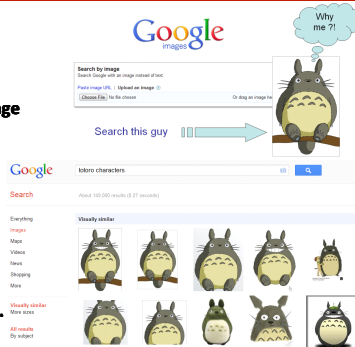 Why
me ?!
Google
images
Search by image
Search Google with an image instead of text.
Paste image URL | Upload an image
Choose File No file chosen
Or drag an image he
age
Search this guy
Google
totoro characters
Search
About 149 000 results (0.27 seconds)
Everything
Images
Maps
Videos
News
Shopping
More
Visually similar
More sizes
All results
By subject
Visually similar